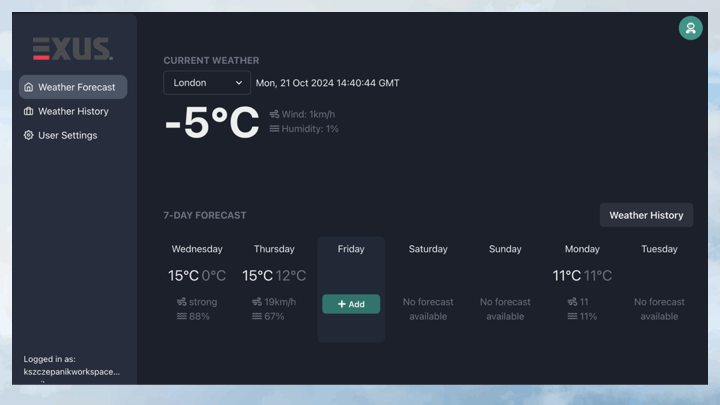 EXUS.
Weather Forecast
Weather History
User Settings
Logged in as:
kszczepanikworkspace...
CURRENT WEATHER
London
Mon, 21 Oct 2024 14:40:44 GMT
-5°C
Wind: 1km/h
Humidity: 1%
7-DAY FORECAST
Weather History
Wednesday
15°C 0°C
strong
88%
Thursday
15°C 12°C
19km/h
67%
Friday
+ Add
Saturday
No forecast
available
Sunday
No forecast
available
Monday
11°C 11°C
11
11%
Tuesday
No forecast
available